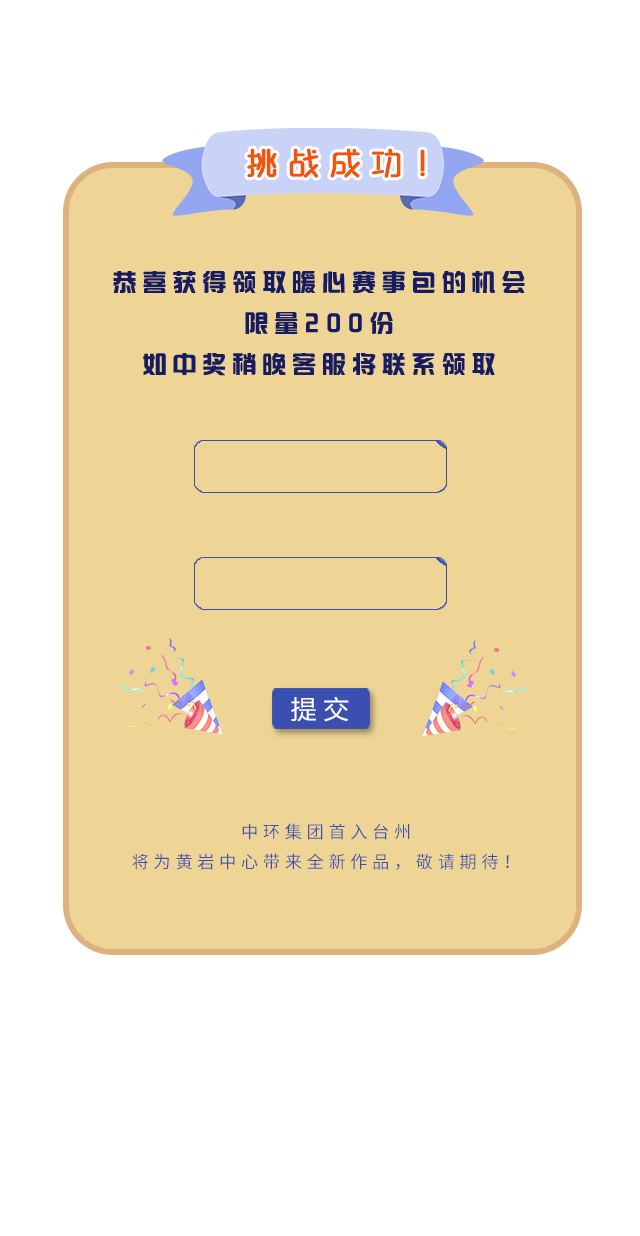 挑战成功！
恭喜获得领取暖心赛事包的机会
限量200份
如中奖稍晚客服将联系领取
提交
中环集团首入台州
将为黄岩中心带来全新作品，敬请期待！